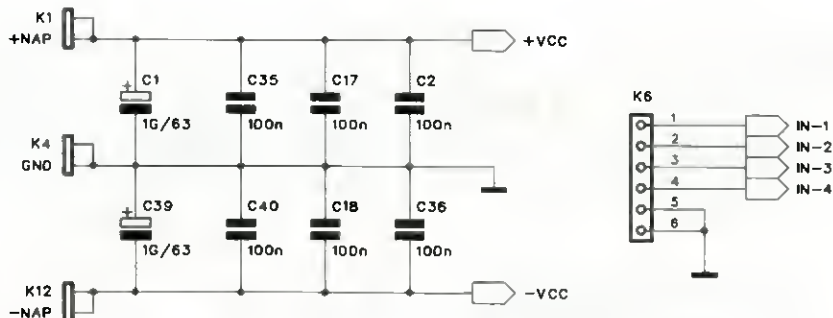 K1
+NAP
+VCC
C1
1G/63
C35
100n
C17
100n
C2
100n
K4
GND
C39
1G/63
C40
100n
C18
100n
C36
100n
K12
-NAP
-VCC
K6
1
IN-1
2
IN-2
3
IN-3
4
IN-4
5
6